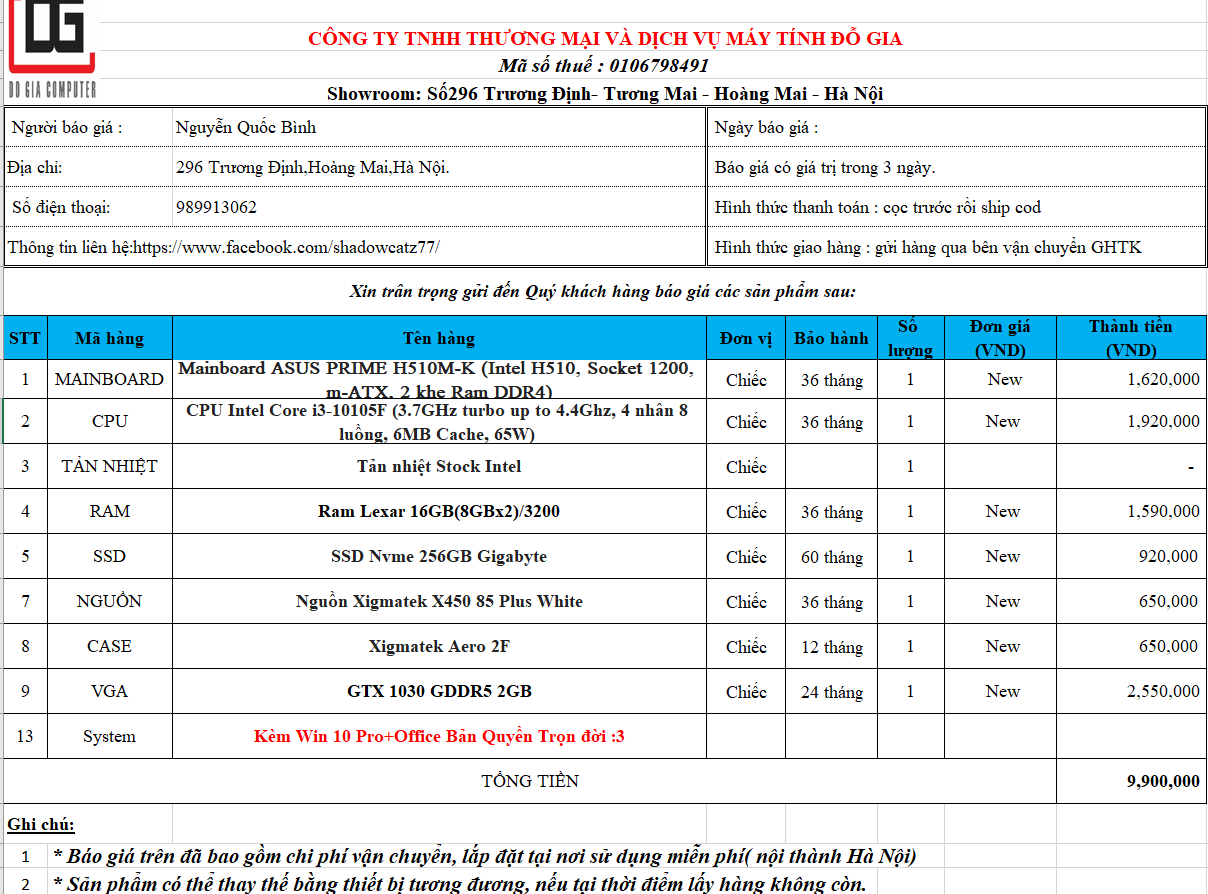 DG
DO GIA COMPUTER
CÔNG TY TNHH THƯƠNG MẠI VÀ DỊCH VỤ MÁY TÍNH ĐỖ GIA
Mã số thuế : 0106798491
Showroom: Số296 Trương Định- Tương Mai - Hoàng Mai - Hà Nội
Người báo giá : Nguyễn Quốc Bình Ngày báo giá :
Địa chỉ: 296 Trương Định,Hoàng Mai,Hà Nội. Báo giá có giá trị trong 3 ngày.
Số điện thoại: 989913062 Hình thức thanh toán : cọc trước rồi ship cod
Thông tin liên hệ:https://www.facebook.com/shadowcatz77/ Hình thức giao hàng : gửi hàng qua bên vận chuyển GHTK
Xin trân trọng gửi đến Quý khách hàng báo giá các sản phẩm sau:
STT Mã hàng Tên hàng Đơn vị Bảo hành Số lượng Đơn giá (VND) Thành tiền (VND)
1 MAINBOARD Mainboard ASUS PRIME H510M-K (Intel H510, Socket 1200, m-ATX, 2 khe Ram DDR4) Chiếc 36 tháng 1 New 1,620,000
2 CPU CPU Intel Core i3-10105F (3.7GHz turbo up to 4.4Ghz, 4 nhân 8 luồng, 6MB Cache, 65W) Chiếc 36 tháng 1 New 1,920,000
3 TẢN NHIỆT Tản nhiệt Stock Intel Chiếc 1 -
4 RAM Ram Lexar 16GB(8GBx2)/3200 Chiếc 36 tháng 1 New 1,590,000
5 SSD SSD Nvme 256GB Gigabyte Chiếc 60 tháng 1 New 920,000
7 NGUỒN Nguồn Xigmatek X450 85 Plus White Chiếc 36 tháng 1 New 650,000
8 CASE Xigmatek Aero 2F Chiếc 12 tháng 1 New 650,000
9 VGA GTX 1030 GDDR5 2GB Chiếc 24 tháng 1 New 2,550,000
13 System Kèm Win 10 Pro+Office Bản Quyền Trọn đời :3
TỔNG TIỀN 9,900,000
Ghi chú:
1 * Báo giá trên đã bao gồm chi phí vận chuyển, lắp đặt tại nơi sử dụng miễn phí( nội thành Hà Nội)
2 * Sản phẩm có thể thay thế bằng thiết bị tương đương, nếu tại thời điểm lấy hàng không còn.